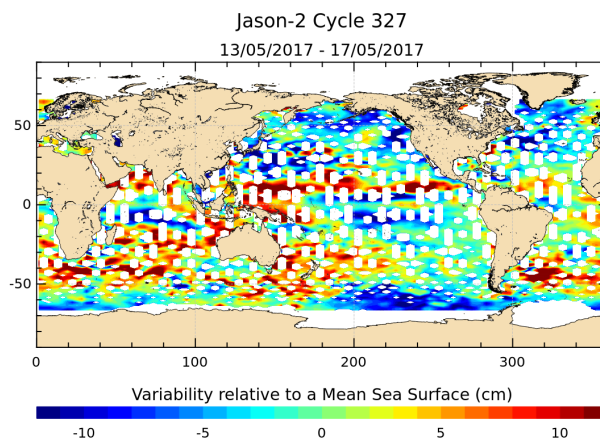 Jason-2 Cycle 327
13/05/2017 - 17/05/2017
50
0
-50
0 100 200 300
Variability relative to a Mean Sea Surface (cm)
-10 -5 0 5 10